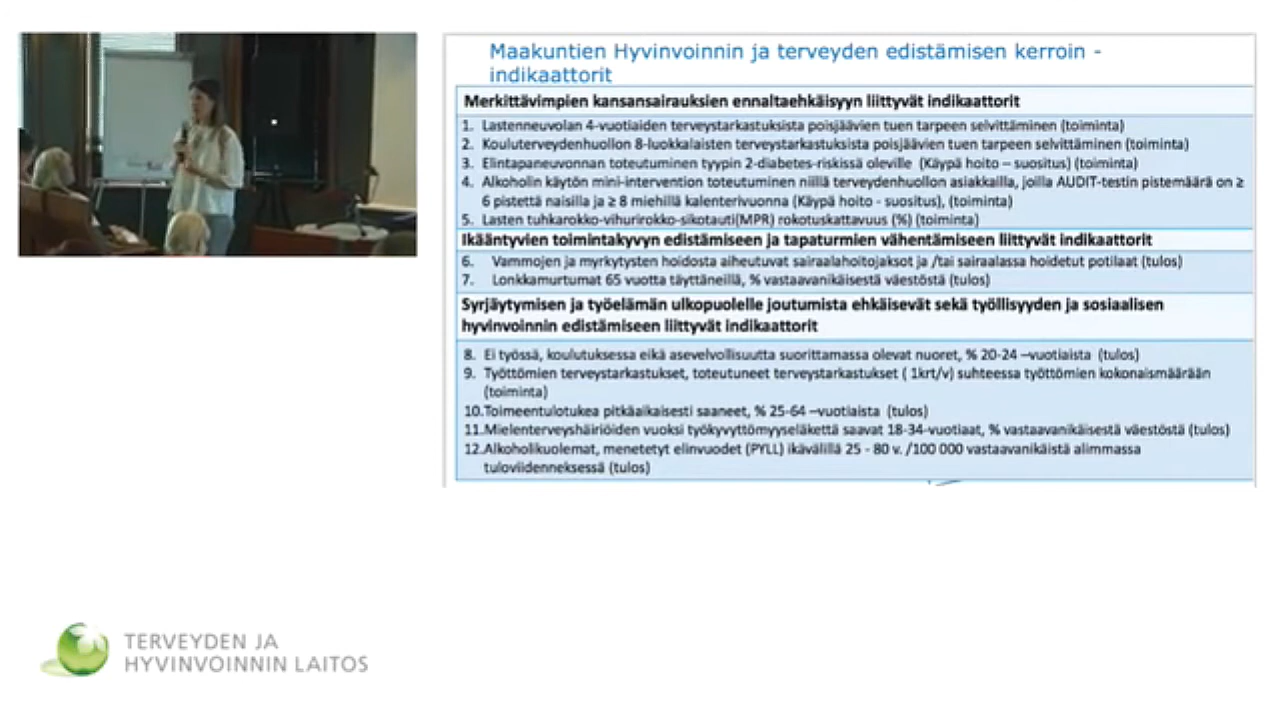 Maakuntien Hyvinvoinnin ja terveyden edistämisen kerroin -
indikaattorit
Merkittävimpien kansansairauksien ennaltaehkäisyyn liittyvät indikaattorit
1. Lastenneuvolan 4-vuotiaiden terveystarkastuksista poisjäävien tuen tarpeen selvittäminen (toiminta)
2. Kouluterveydenhuollon 8-luokkalaisten terveystarkastuksista poisjäävien tuen tarpeen selvittäminen (toiminta)
3. Elintapaneuvonnan toteutuminen tyypin 2-diabetes-riskissä oleville (Käypä hoito – suositus) (toiminta)
4. Alkoholin käytön mini-intervention toteutuminen niillä terveydenhuollon asiakkailla, joilla AUDIT-testin pistemäärä on ≥
6 pistettä naisilla ja ≥ 8 miehillä kalenterivuonna (Käypä hoito - suositus), (toiminta)
5. Lasten tuhkarokko-vihurirokko-sikotauti(MPR) rokotuskattavuus (%) (toiminta)
Ikääntyvien toimintakyvyn edistämiseen ja tapaturmien vähentämiseen liittyvät indikaattorit
6. Vammojen ja myrkytysten hoidosta aiheutuvat sairaalahoitojaksot ja /tai sairaalassa hoidetut potilaat (tulos)
7. Lonkkamurtumat 65 vuotta täyttäneillä, % vastaavanikäisestä väestöstä (tulos)
Syrjäytymisen ja työelämän ulkopuolelle joutumista ehkäisevät sekä työllisyyden ja sosiaalisen
hyvinvoinnin edistämiseen liittyvät indikaattorit
8. Ei työssä, koulutuksessa eikä asevelvollisuutta suorittamassa olevat nuoret, % 20-24 –vuotiaista (tulos)
9. Työttömien terveystarkastukset, toteutuneet terveystarkastukset ( 1krt/v) suhteessa työttömien kokonaismäärään
(toiminta)
10.Toimeentulotukea pitkäaikaisesti saaneet, % 25-64 –vuotiaista (tulos)
11.Mielenterveyshäiriöiden vuoksi työkyvyttömyyseläkettä saavat 18-34-vuotiaat, % vastaavanikäisestä väestöstä (tulos)
12.Alkoholikuolemat, menetetyt elinvuodet (PYLL) ikävälillä 25 - 80 v. /100 000 vastaavanikäistä alimmassa
tuloviidenneksessä (tulos)
TERVEYDEN JA
HYVINVOINNIN LAITOS